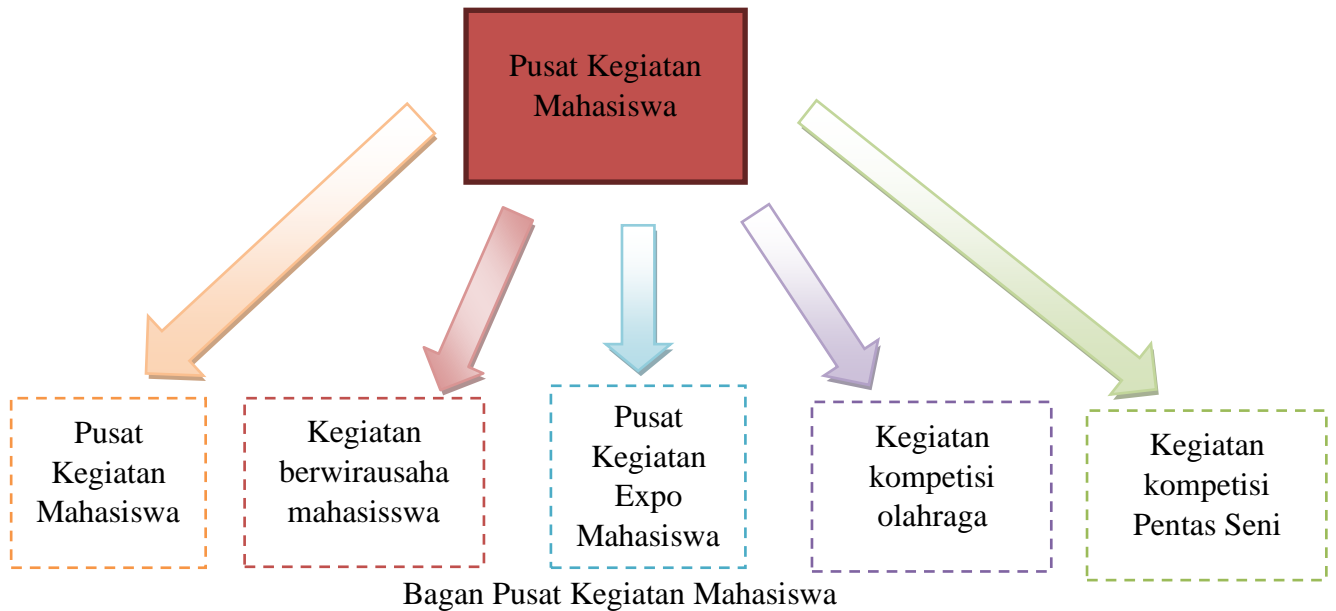 Pusat Kegiatan
Mahasiswa
Pusat
Kegiatan
Mahasiswa
Kegiatan
berwirausaha
mahasisswa
Pusat
Kegiatan
Expo
Mahasiswa
Kegiatan
kompetisi
olahraga
Kegiatan
kompetisi
Pentas Seni
Bagan Pusat Kegiatan Mahasiswa